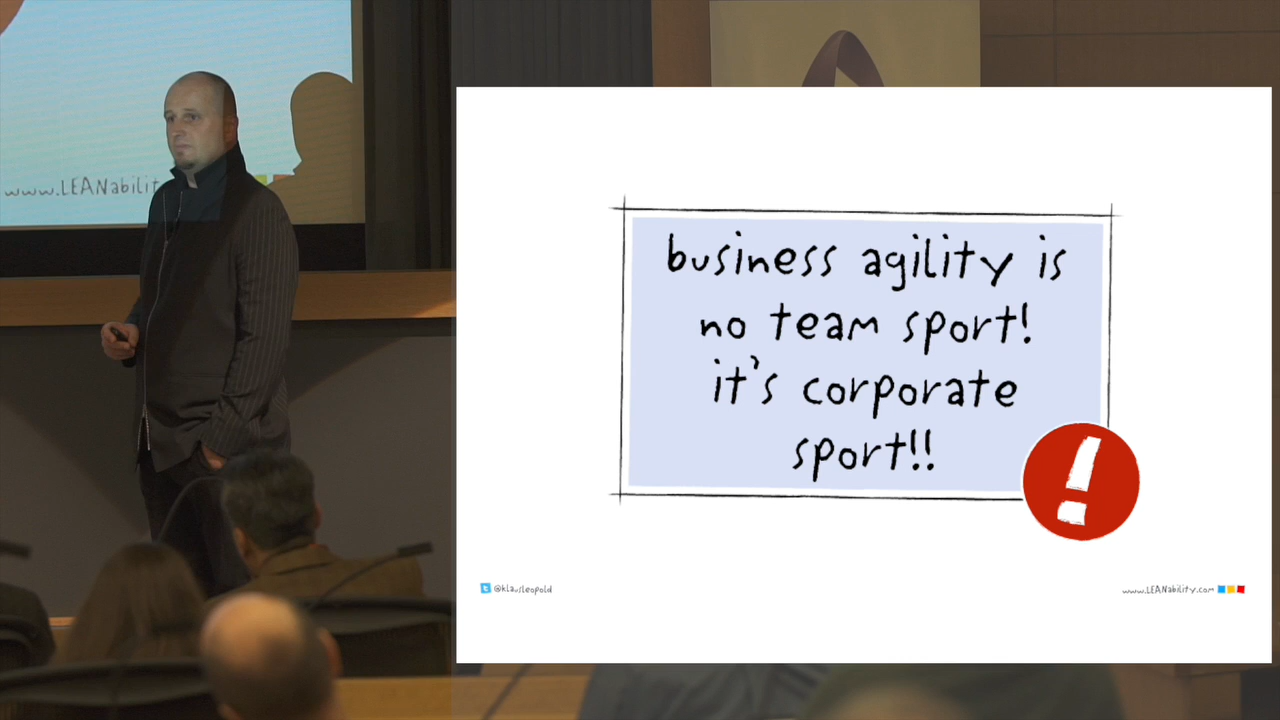 www.LEANabilit
business agility is
no team sport!
it's corporate
sport!!
@klausleopold
www.LEANability.com